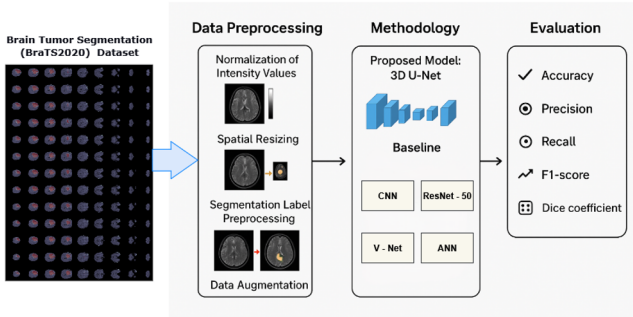 Brain Tumor Segmentation
(BraTS2020) Dataset
Data Preprocessing
Normalization of
Intensity Values
Spatial Resizing
Segmentation Label
Preprocessing
Data Augmentation
Methodology
Proposed Model:
3D U-Net
Baseline
CNN
ResNet - 50
V - Net
ANN
Evaluation
Accuracy
Precision
Recall
F1-score
Dice coefficient